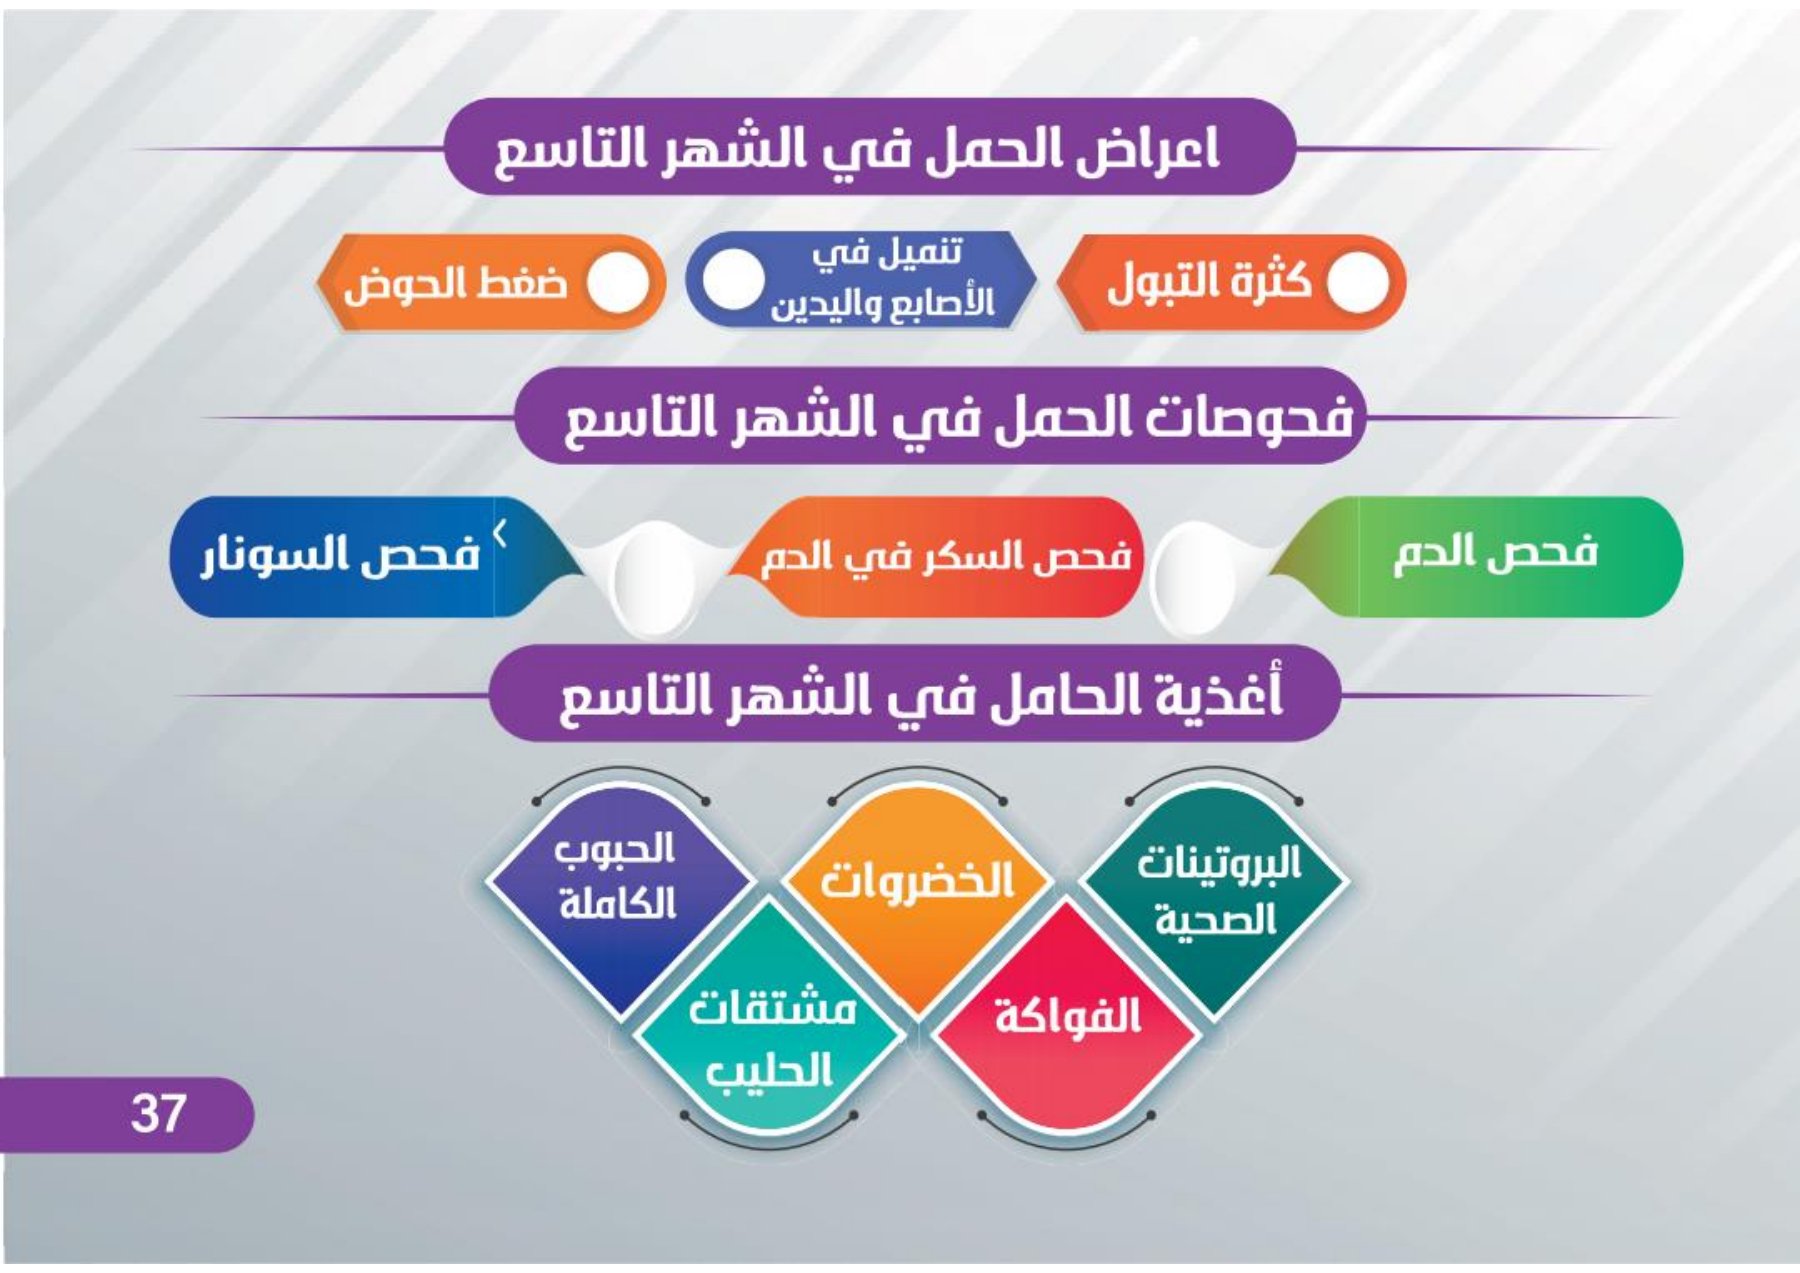 اعراض الحمل في الشهر التاسع
كثرة التبول
تنميل في
الأصابع واليدين
ضغط الحوض
فحوصات الحمل في الشهر التاسع
فحص الدم
فحص السكر في الدم
فحص السونار
أغذية الحامل في الشهر التاسع
البروتينات
الصحية
الفواكة
الخضروات
مشتقات
الحليب
الحبوب
الكاملة
37